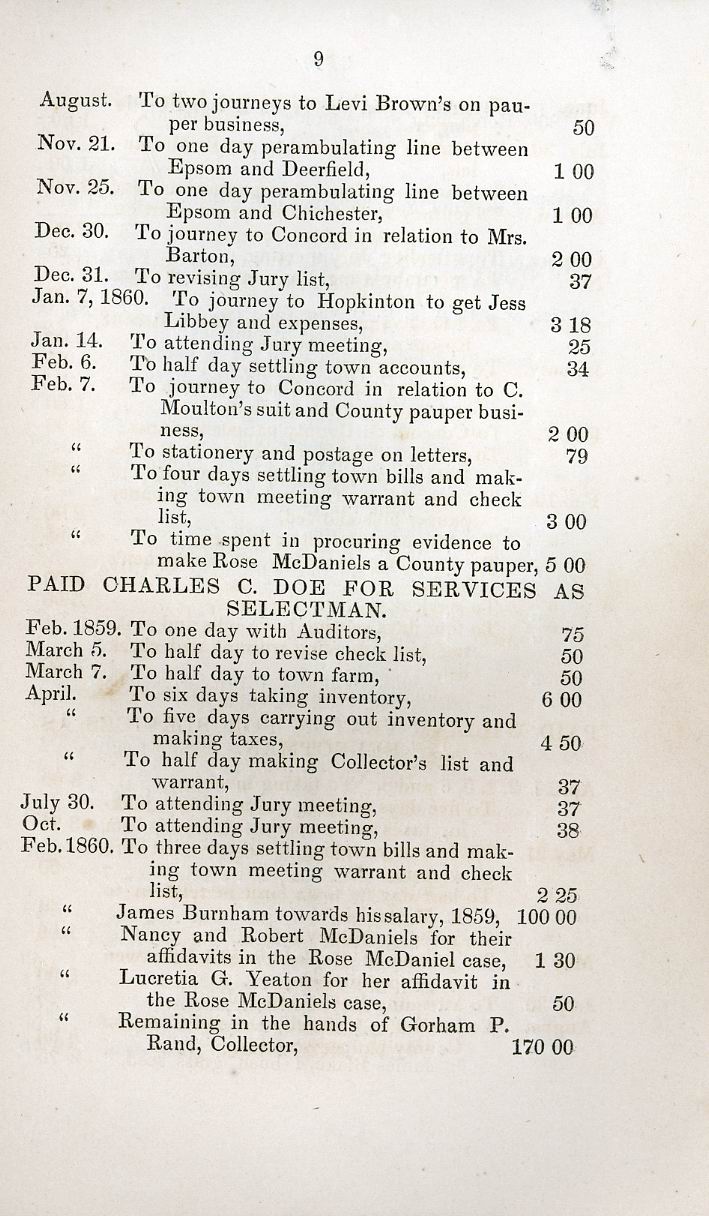 9
August. To two journeys to Levi Brown's on pau-
per business, 50
Nov. 21. To one day perambulating line between
Epsom and Deerfield, 1 00
Nov. 25. To one day perambulating line between
Epsom and Chichester, 1 00
Dec. 30. To journey to Concord in relation to Mrs.
Barton, 2 00
Dec. 31. To revising Jury list, 37
Jan. 7, 1860. To journey to Hopkinton to get Jess
Libbey and expenses, 3 18
Jan. 14. To attending Jury meeting, 25
Feb. 6. To half day settling town accounts, 34
Feb. 7. To journey to Concord in relation to C.
Moulton's suit and County pauper busi-
ness, 2 00
“ To stationery and postage on letters, 79
“ To four days settling town bills and mak-
ing town meeting warrant and check
list, 3 00
“ To time spent in procuring evidence to
make Rose McDaniels a County pauper, 5 00
PAID CHARLES C. DOE FOR SERVICES AS
SELECTMAN.
Feb. 1859. To one day with Auditors, 75
March 5. To half day to revise check list, 50
March 7. To half day to town farm, 50
April. To six days taking inventory, 6 00
“ To five days carrying out inventory and
making taxes, 4 50
“ To half day making Collector's list and
warrant, 37
July 30. To attending Jury meeting, 37
Oct. To attending Jury meeting, 38
Feb. 1860. To three days settling town bills and mak-
ing town meeting warrant and check
list, 2 25
“ James Burnham towards his salary, 1859, 100 00
“ Nancy and Robert McDaniels for their
affidavits in the Rose McDaniel case, 1 30
“ Lucretia G. Yeaton for her affidavit in
the Rose McDaniels case, 50
“ Remaining in the hands of Gorham P.
Rand, Collector, 170 00